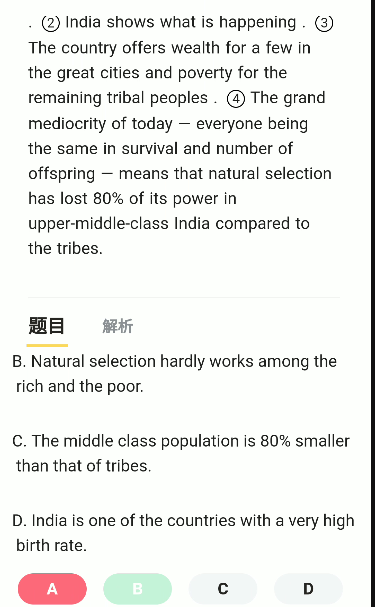 . ② India shows what is happening . ③
The country offers wealth for a few in
the great cities and poverty for the
remaining tribal peoples . ④ The grand
mediocrity of today — everyone being
the same in survival and number of
offspring — means that natural selection
has lost 80% of its power in
upper-middle-class India compared to
the tribes.
题目 解析
B. Natural selection hardly works among the
rich and the poor.
C. The middle class population is 80% smaller
than that of tribes.
D. India is one of the countries with a very high
birth rate.
A B C D